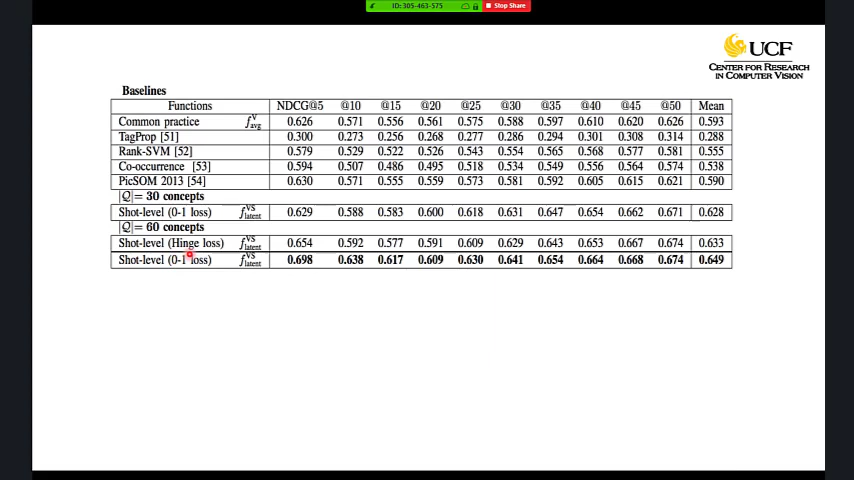 ID: 305-463-575 Stop Share
UCF
CENTER FOR RESEARCH
IN COMPUTER VISION
Baselines
Functions NDCG@5 @10 @15 @20 @25 @30 @35 @40 @45 @50 Mean
Common practice f^V_avg 0.626 0.571 0.556 0.561 0.575 0.588 0.597 0.610 0.620 0.626 0.593
TagProp [51] 0.300 0.273 0.256 0.268 0.277 0.286 0.294 0.301 0.308 0.314 0.288
Rank-SVM [52] 0.579 0.529 0.522 0.526 0.543 0.554 0.565 0.568 0.577 0.581 0.555
Co-occurrence [53] 0.594 0.507 0.486 0.495 0.518 0.534 0.549 0.556 0.564 0.574 0.538
PicSOM 2013 [54] 0.630 0.571 0.555 0.559 0.573 0.581 0.592 0.605 0.615 0.621 0.590
|Q| = 30 concepts
Shot-level (0-1 loss) f^VS_latent 0.629 0.588 0.583 0.600 0.618 0.631 0.647 0.654 0.662 0.671 0.628
|Q| = 60 concepts
Shot-level (Hinge loss) f^VS_latent 0.654 0.592 0.577 0.591 0.609 0.629 0.643 0.653 0.667 0.674 0.633
Shot-level (0-1 loss) f^VS_latent 0.698 0.638 0.617 0.609 0.630 0.641 0.654 0.664 0.668 0.674 0.649